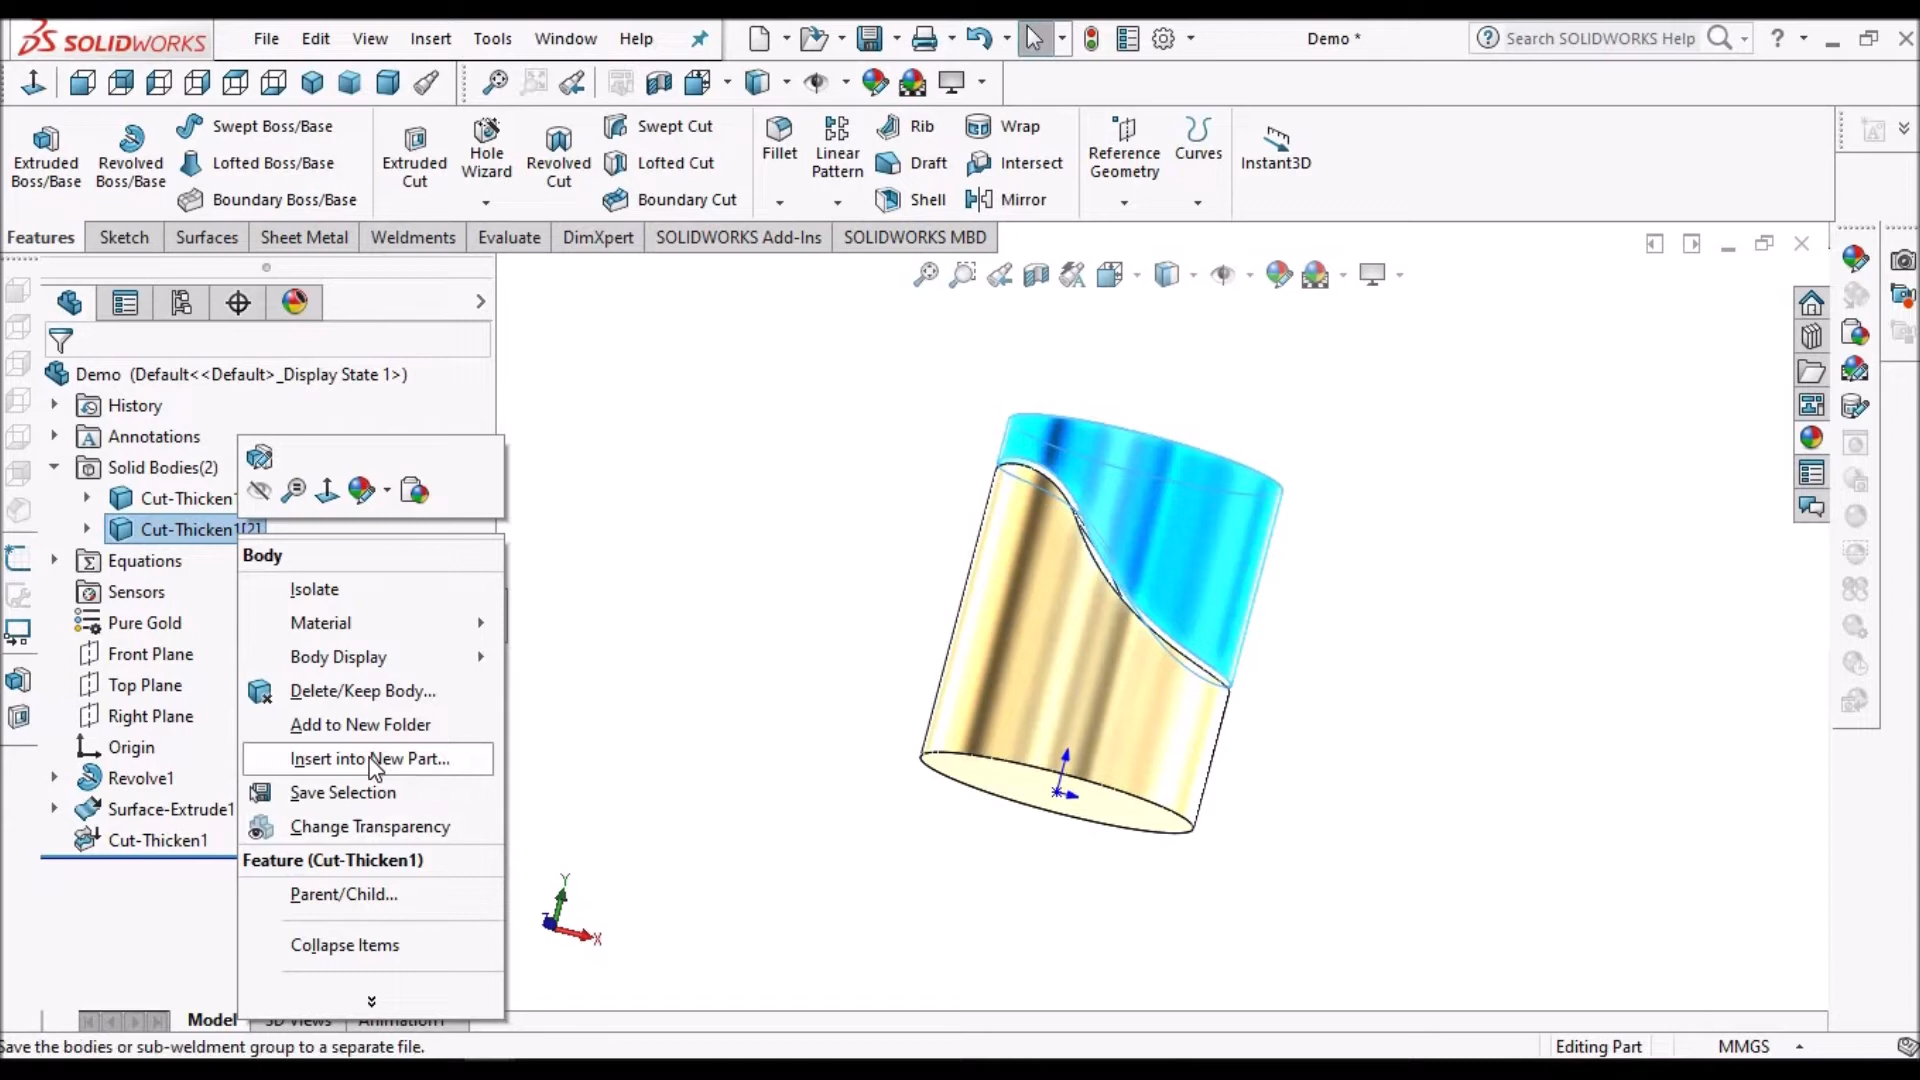 SOLIDWORKS
File Edit View Insert Tools Window Help
Demo *
Search SOLIDWORKS Help
?
Extruded Boss/Base
Revolved Boss/Base
Swept Boss/Base
Lofted Boss/Base
Boundary Boss/Base
Extruded Cut
Hole Wizard
Revolved Cut
Swept Cut
Lofted Cut
Boundary Cut
Fillet
Linear Pattern
Rib
Draft
Shell
Wrap
Intersect
Mirror
Reference Geometry
Curves
Instant3D
Features Sketch Surfaces Sheet Metal Weldments Evaluate DimXpert SOLIDWORKS Add-Ins SOLIDWORKS MBD
Demo (Default<<Default>_Display State 1>)
History
Annotations
Solid Bodies(2)
Cut-Thicken
Cut-Thicken1[2]
Equations
Sensors
Pure Gold
Front Plane
Top Plane
Right Plane
Origin
Revolve1
Surface-Extrude1
Cut-Thicken1
Body
Isolate
Material
Body Display
Delete/Keep Body...
Add to New Folder
Insert into New Part...
Save Selection
Change Transparency
Feature (Cut-Thicken1)
Parent/Child...
Collapse Items
Y
X
Model 3D Views Animation1
Save the bodies or sub-weldment group to a separate file.
Editing Part
MMGS